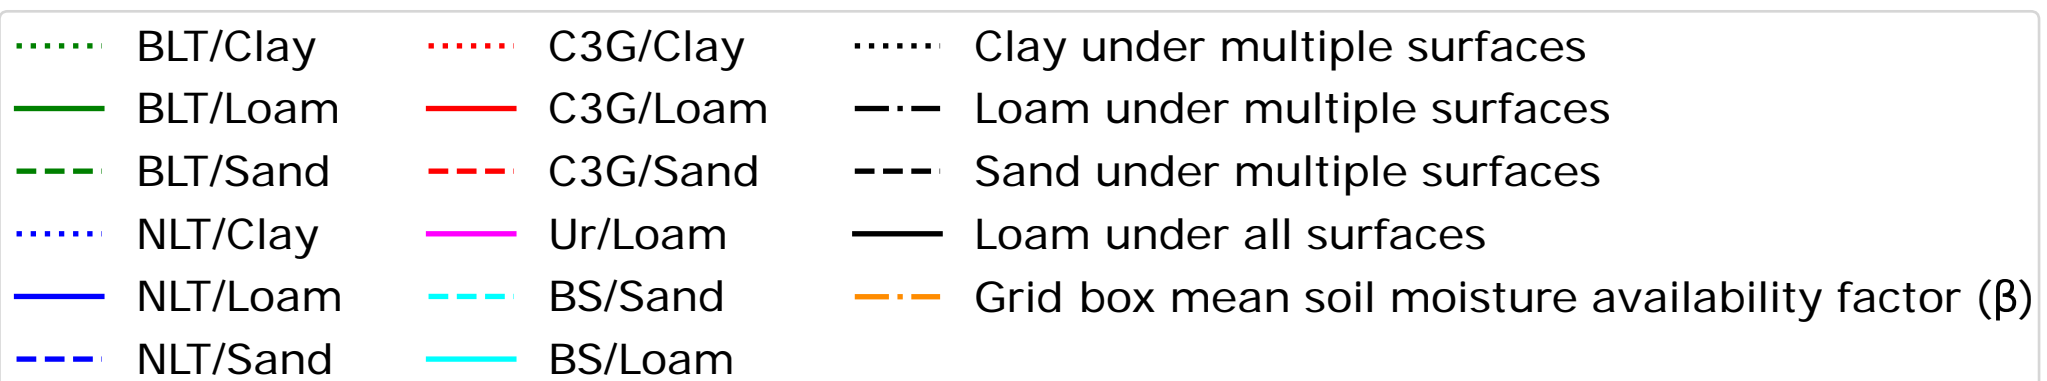 BLT/Clay
BLT/Loam
BLT/Sand
NLT/Clay
NLT/Loam
NLT/Sand
C3G/Clay
C3G/Loam
C3G/Sand
Ur/Loam
BS/Sand
BS/Loam
Clay under multiple surfaces
Loam under multiple surfaces
Sand under multiple surfaces
Loam under all surfaces
Grid box mean soil moisture availability factor (β)